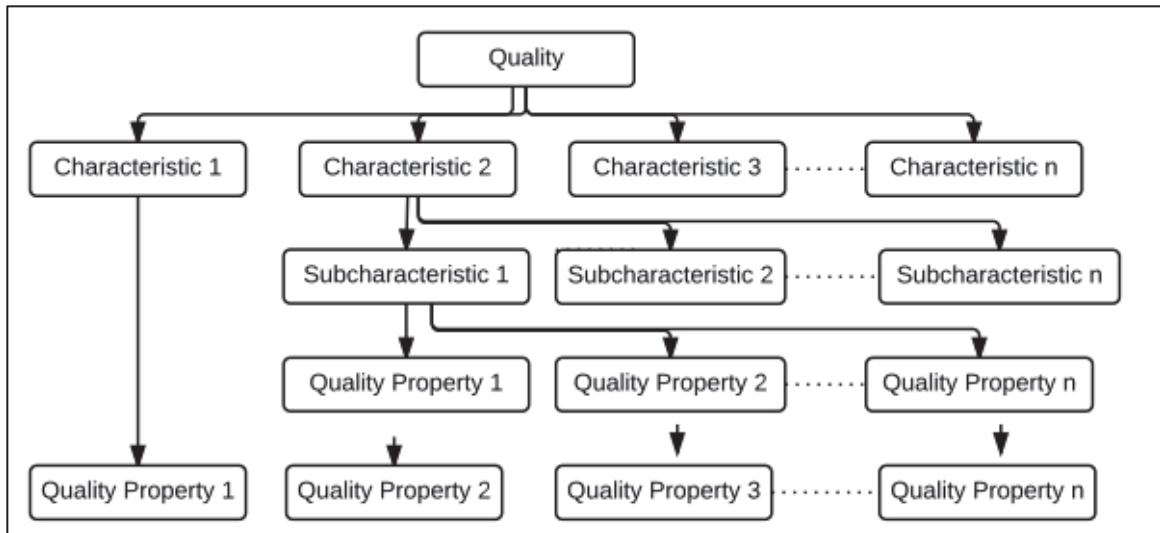 Quality
Characteristic 1
Characteristic 2
Characteristic 3
Characteristic n
Subcharacteristic 1
Subcharacteristic 2
Subcharacteristic n
Quality Property 1
Quality Property 2
Quality Property n
Quality Property 1
Quality Property 2
Quality Property 3
Quality Property n